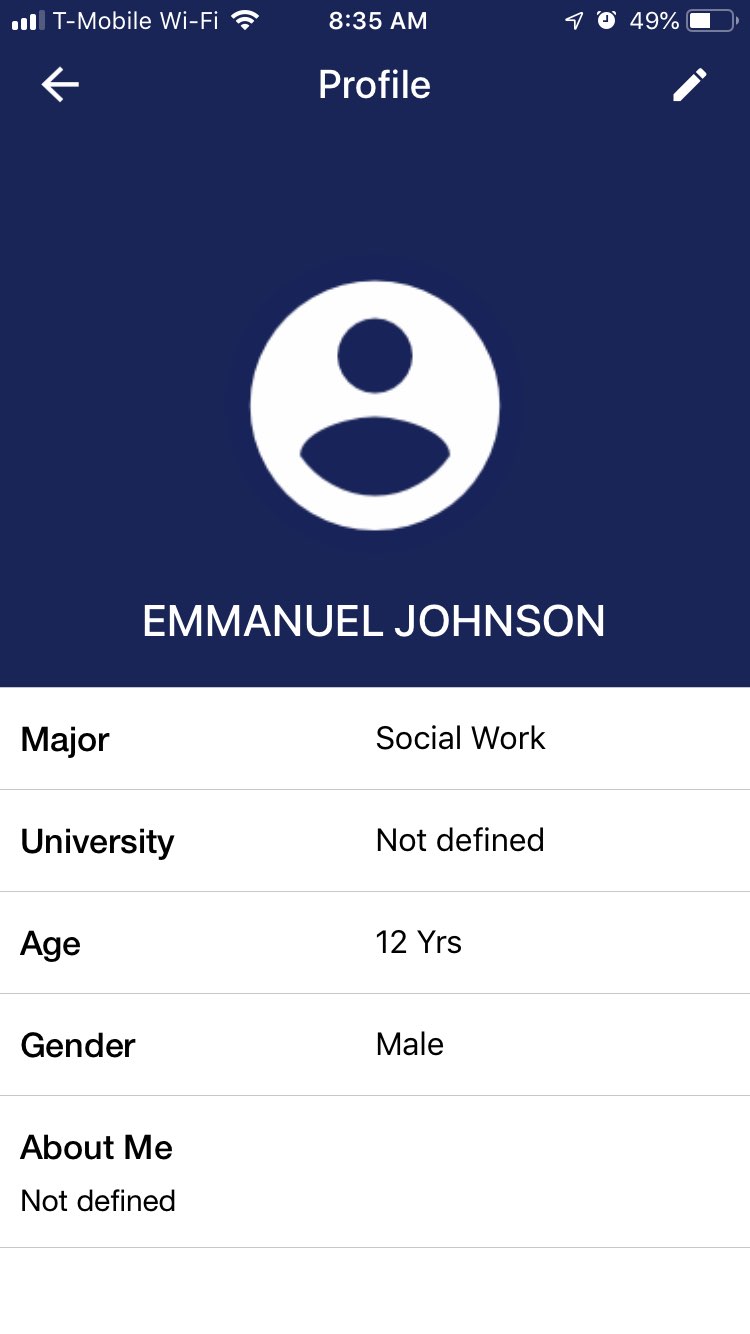 T-Mobile Wi-Fi 8:35 AM 49%
Profile
EMMANUEL JOHNSON
Major Social Work
University Not defined
Age 12 Yrs
Gender Male
About Me
Not defined